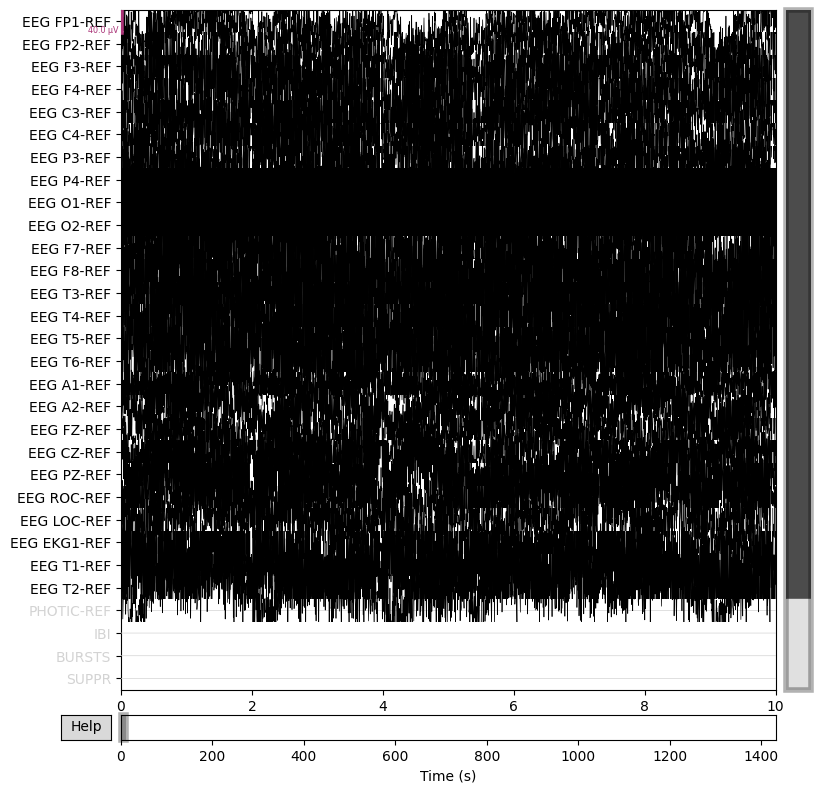 EEG FP1-REF
40.0 µV
EEG FP2-REF
EEG F3-REF
EEG F4-REF
EEG C3-REF
EEG C4-REF
EEG P3-REF
EEG P4-REF
EEG O1-REF
EEG O2-REF
EEG F7-REF
EEG F8-REF
EEG T3-REF
EEG T4-REF
EEG T5-REF
EEG T6-REF
EEG A1-REF
EEG A2-REF
EEG FZ-REF
EEG CZ-REF
EEG PZ-REF
EEG ROC-REF
EEG LOC-REF
EEG EKG1-REF
EEG T1-REF
EEG T2-REF
PHOTIC-REF
IBI
BURSTS
SUPPR
0 2 4 6 8 10
Help
0 200 400 600 800 1000 1200 1400
Time (s)